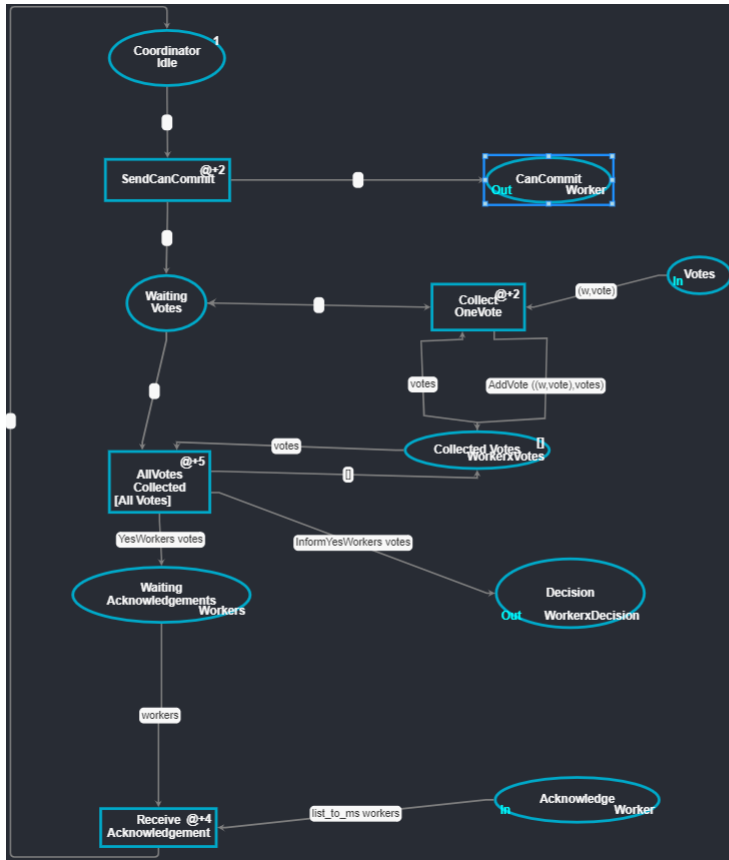 1
Coordinator
Idle
@+2
SendCanCommit
CanCommit
Out
Worker
Waiting
Votes
@+2
Collect
OneVote
(w,vote)
Votes
In
votes
AddVote ((w,vote),votes)
votes
[]
Collected Votes
WorkerxVotes
@+5
AllVotes
Collected
[All Votes]
[]
YesWorkers votes
InformYesWorkers votes
Waiting
Acknowledgements
Workers
Decision
Out
WorkerxDecision
workers
Receive @+4
Acknowledgement
list_to_ms workers
Acknowledge
In
Worker